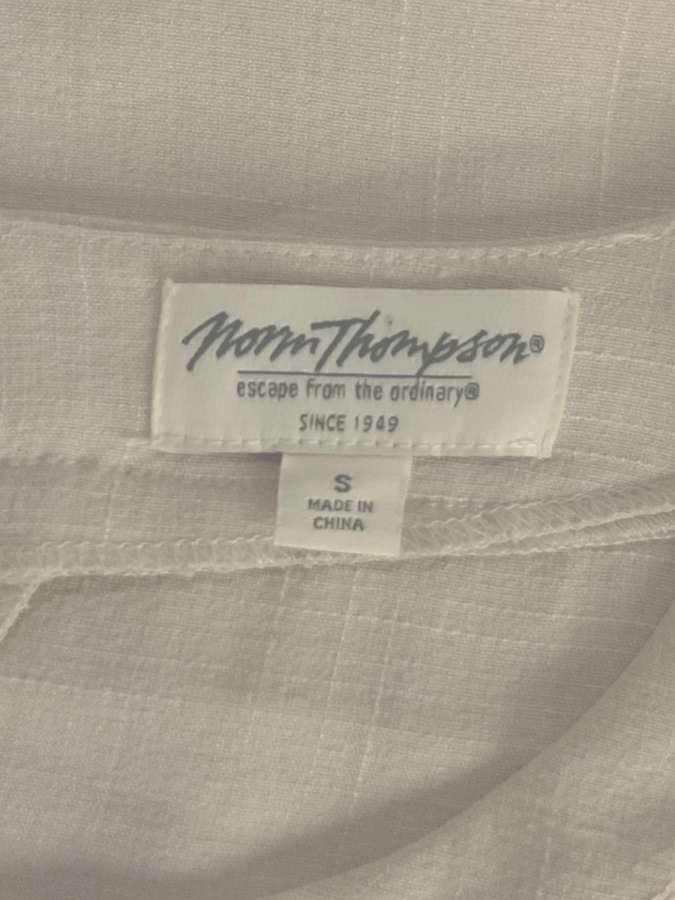 Norm Thompson®
escape from the ordinary®
SINCE 1949
S
MADE IN
CHINA